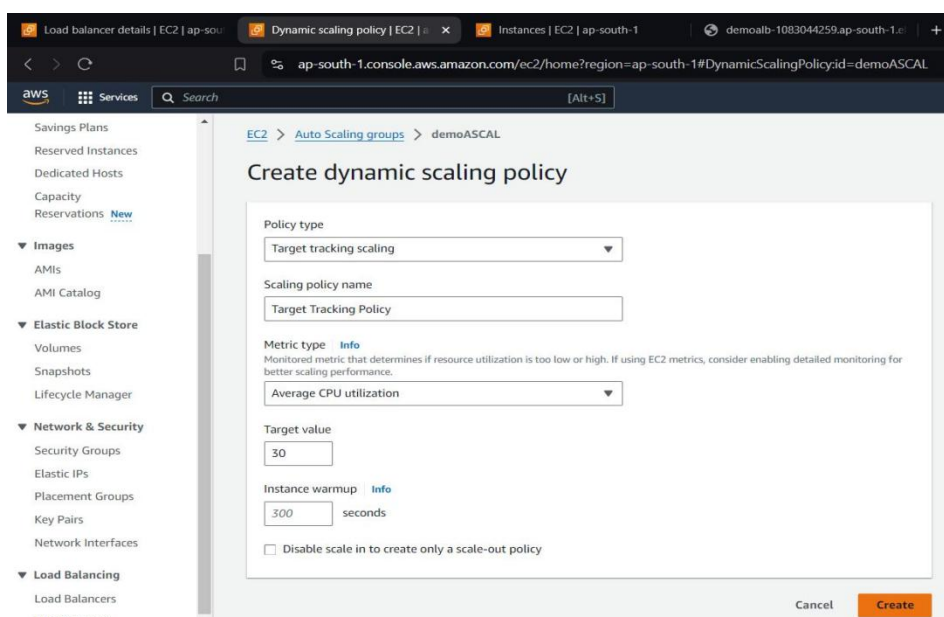 Load balancer details | EC2 | ap-sou
Dynamic scaling policy | EC2 | a
Instances | EC2 | ap-south-1
demoalb-1083044259.ap-south-1.el
ap-south-1.console.aws.amazon.com/ec2/home?region=ap-south-1#DynamicScalingPolicy:id=demoASCAL
aws
Services
Search
[Alt+S]
Savings Plans
Reserved Instances
Dedicated Hosts
Capacity
Reservations New
Images
AMIs
AMI Catalog
Elastic Block Store
Volumes
Snapshots
Lifecycle Manager
Network & Security
Security Groups
Elastic IPs
Placement Groups
Key Pairs
Network Interfaces
Load Balancing
Load Balancers
EC2 > Auto Scaling groups > demoASCAL
Create dynamic scaling policy
Policy type
Target tracking scaling
Scaling policy name
Target Tracking Policy
Metric type Info
Monitored metric that determines if resource utilization is too low or high. If using EC2 metrics, consider enabling detailed monitoring for
better scaling performance.
Average CPU utilization
Target value
30
Instance warmup Info
300 seconds
Disable scale in to create only a scale-out policy
Cancel
Create